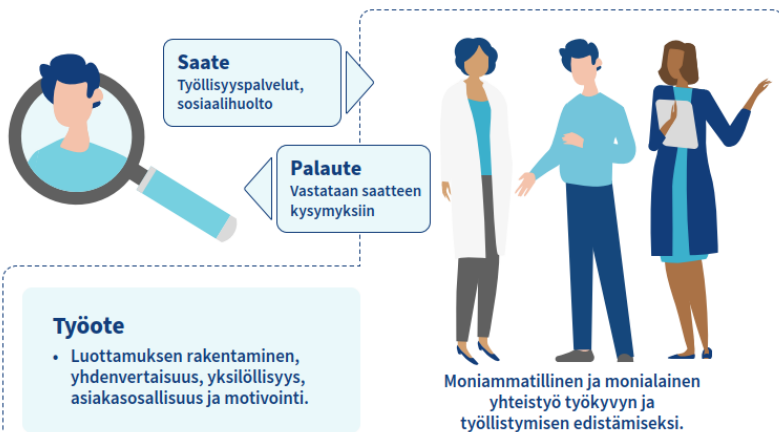 Saate
Työllisyyspalvelut,
sosiaalihuolto
Palaute
Vastataan saatteen
kysymyksiin
Työote
• Luottamuksen rakentaminen,
yhdenvertaisuus, yksilöllisyys,
asiakasosallisuus ja motivointi.
Moniammatillinen ja monialainen
yhteistyö työkyvyn ja
työllistymisen edistämiseksi.